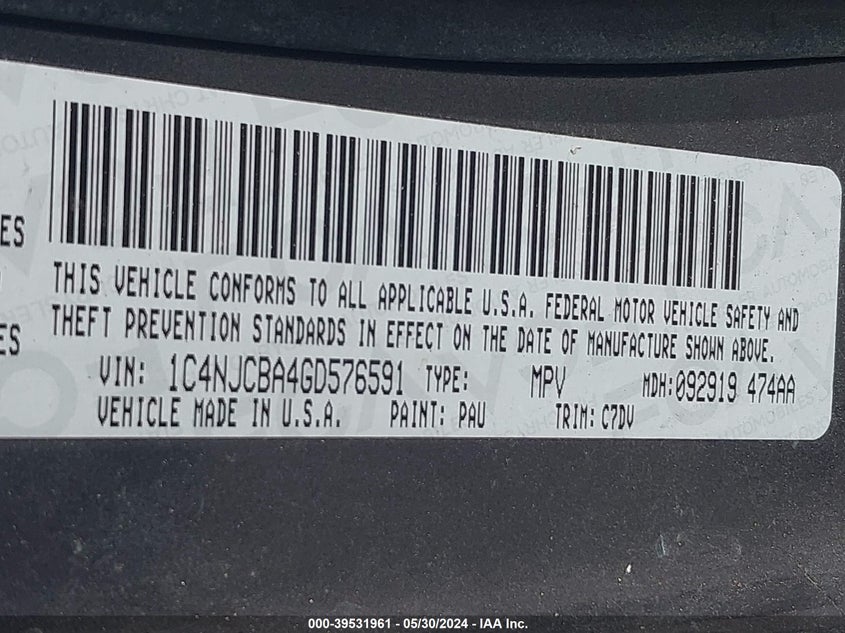 ES
ES
THIS VEHICLE CONFORMS TO ALL APPLICABLE U.S.A. FEDERAL MOTOR VEHICLE SAFETY AND
THEFT PREVENTION STANDARDS IN EFFECT ON THE DATE OF MANUFACTURE SHOWN ABOVE.
VIN: 1C4NJCBA4GD576591 TYPE: MPV MDH:092919 474AA
VEHICLE MADE IN U.S.A. PAINT: PAU TRIM: C7DV
000-39531961 - 05/30/2024 - IAA Inc.